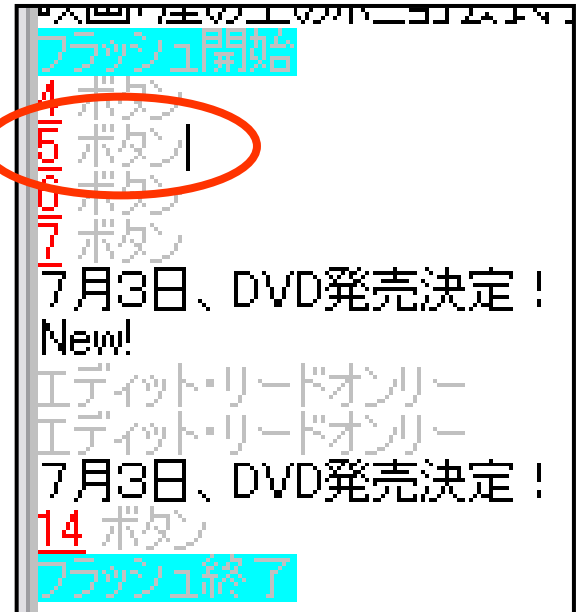 フラッシュ開始
4 ボタン
5 ボタン
6 ボタン
7 ボタン
7月3日、DVD発売決定！
New!
エディット・リードオンリー
エディット・リードオンリー
7月3日、DVD発売決定！
14 ボタン
フラッシュ終了